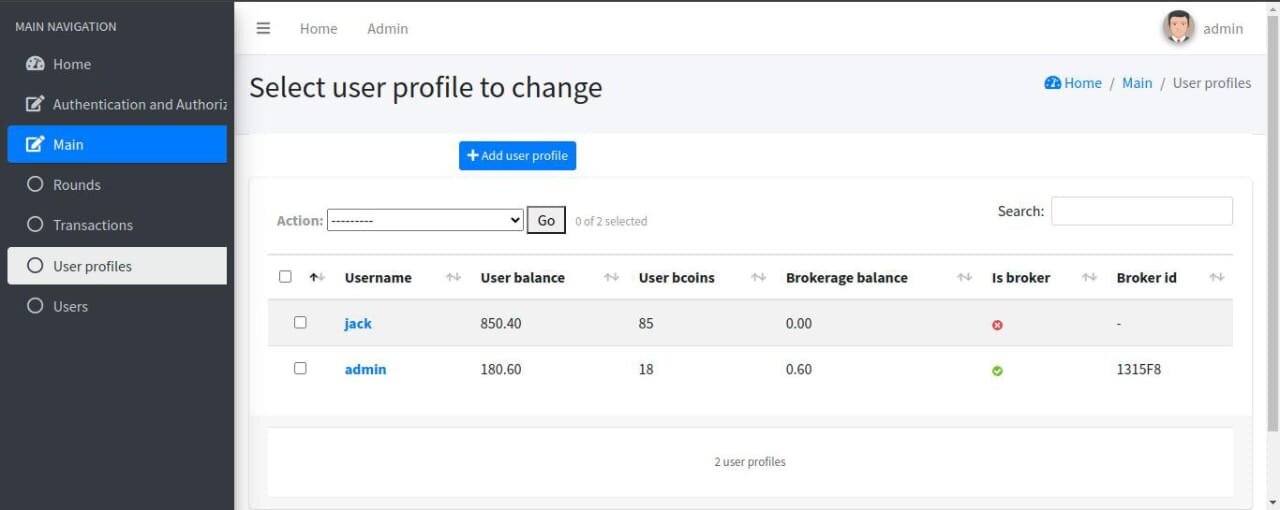 MAIN NAVIGATION
Home
Authentication and Authoriz
Main
Rounds
Transactions
User profiles
Users
Home Admin admin
Select user profile to change
Home / Main / User profiles
Add user profile
Action: --------- Go 0 of 2 selected
Search:
Username User balance User bcoins Brokerage balance Is broker Broker id
jack 850.40 85 0.00 -
admin 180.60 18 0.60 1315F8
2 user profiles